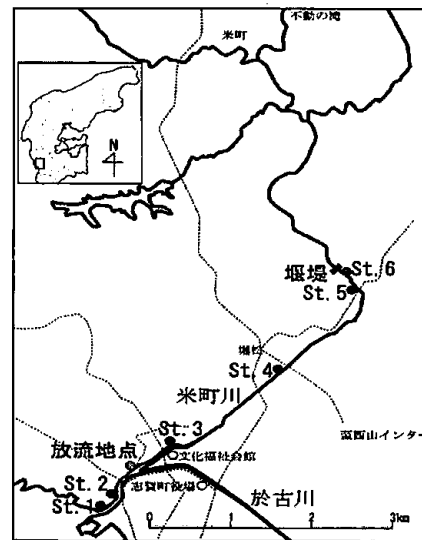 不動の滝
米町
N
堰堤
St.6
St.5
堀松
St.4
米町川
St.3
放流地点
文化福祉会館
St.2
志賀町役場
St.1
於古川
0 1 2 3km